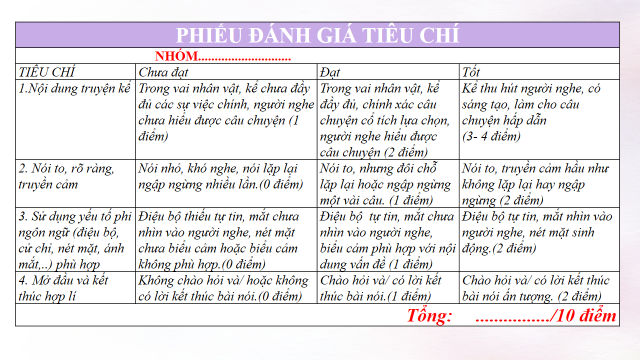 PHIẾU ĐÁNH GIÁ TIÊU CHÍ
NHÓM............................
TIÊU CHÍ
Chưa đạt
Đạt
Tốt
1.Nội dung truyện kể
Trong vai nhân vật, kể chưa đầy
đủ các sự việc chính, người nghe
chưa hiểu được câu chuyện (1
điểm)
Trong vai nhân vật, kể
đầy đủ, chính xác câu
chuyện cổ tích lựa chọn,
người nghe hiểu được
câu chuyện (2 điểm)
Kể thu hút người nghe, có
sáng tạo, làm cho câu
chuyện hấp dẫn
(3- 4 điểm)
2. Nói to, rõ ràng,
truyền cảm
Nói nhỏ, khó nghe, nói lặp lại
ngập ngừng nhiều lần.(0 điểm)
Nói to, nhưng đôi chỗ
lặp lại hoặc ngập ngừng
một vài câu. (1 điểm)
Nói to, truyền cảm hầu như
không lặp lại hay ngập
ngừng (2 điểm)
3. Sử dụng yếu tố phi
ngôn ngữ (điệu bộ,
cử chỉ, nét mặt, ánh
mắt,..) phù hợp
Điệu bộ thiếu tự tin, mắt chưa
nhìn vào người nghe, nét mặt
chưa biểu cảm hoặc biểu cảm
không phù hợp.(0 điểm)
Điệu bộ tự tin, mắt chưa
nhìn vào người nghe,
biểu cảm phù hợp với nội
dung vấn đề (1 điểm)
Điệu bộ tự tin, mắt nhìn vào
người nghe, nét mặt sinh
động.(2 điểm)
4. Mở đầu và kết
thúc hợp lí
Không chào hỏi và/ hoặc không
có lời kết thúc bài nói.(0 điểm)
Chào hỏi và/ có lời kết
thúc bài nói.(1 điểm)
Chào hỏi và/ có lời kết thúc
bài nói ấn tượng. (2 điểm)
Tổng: ................/10 điểm